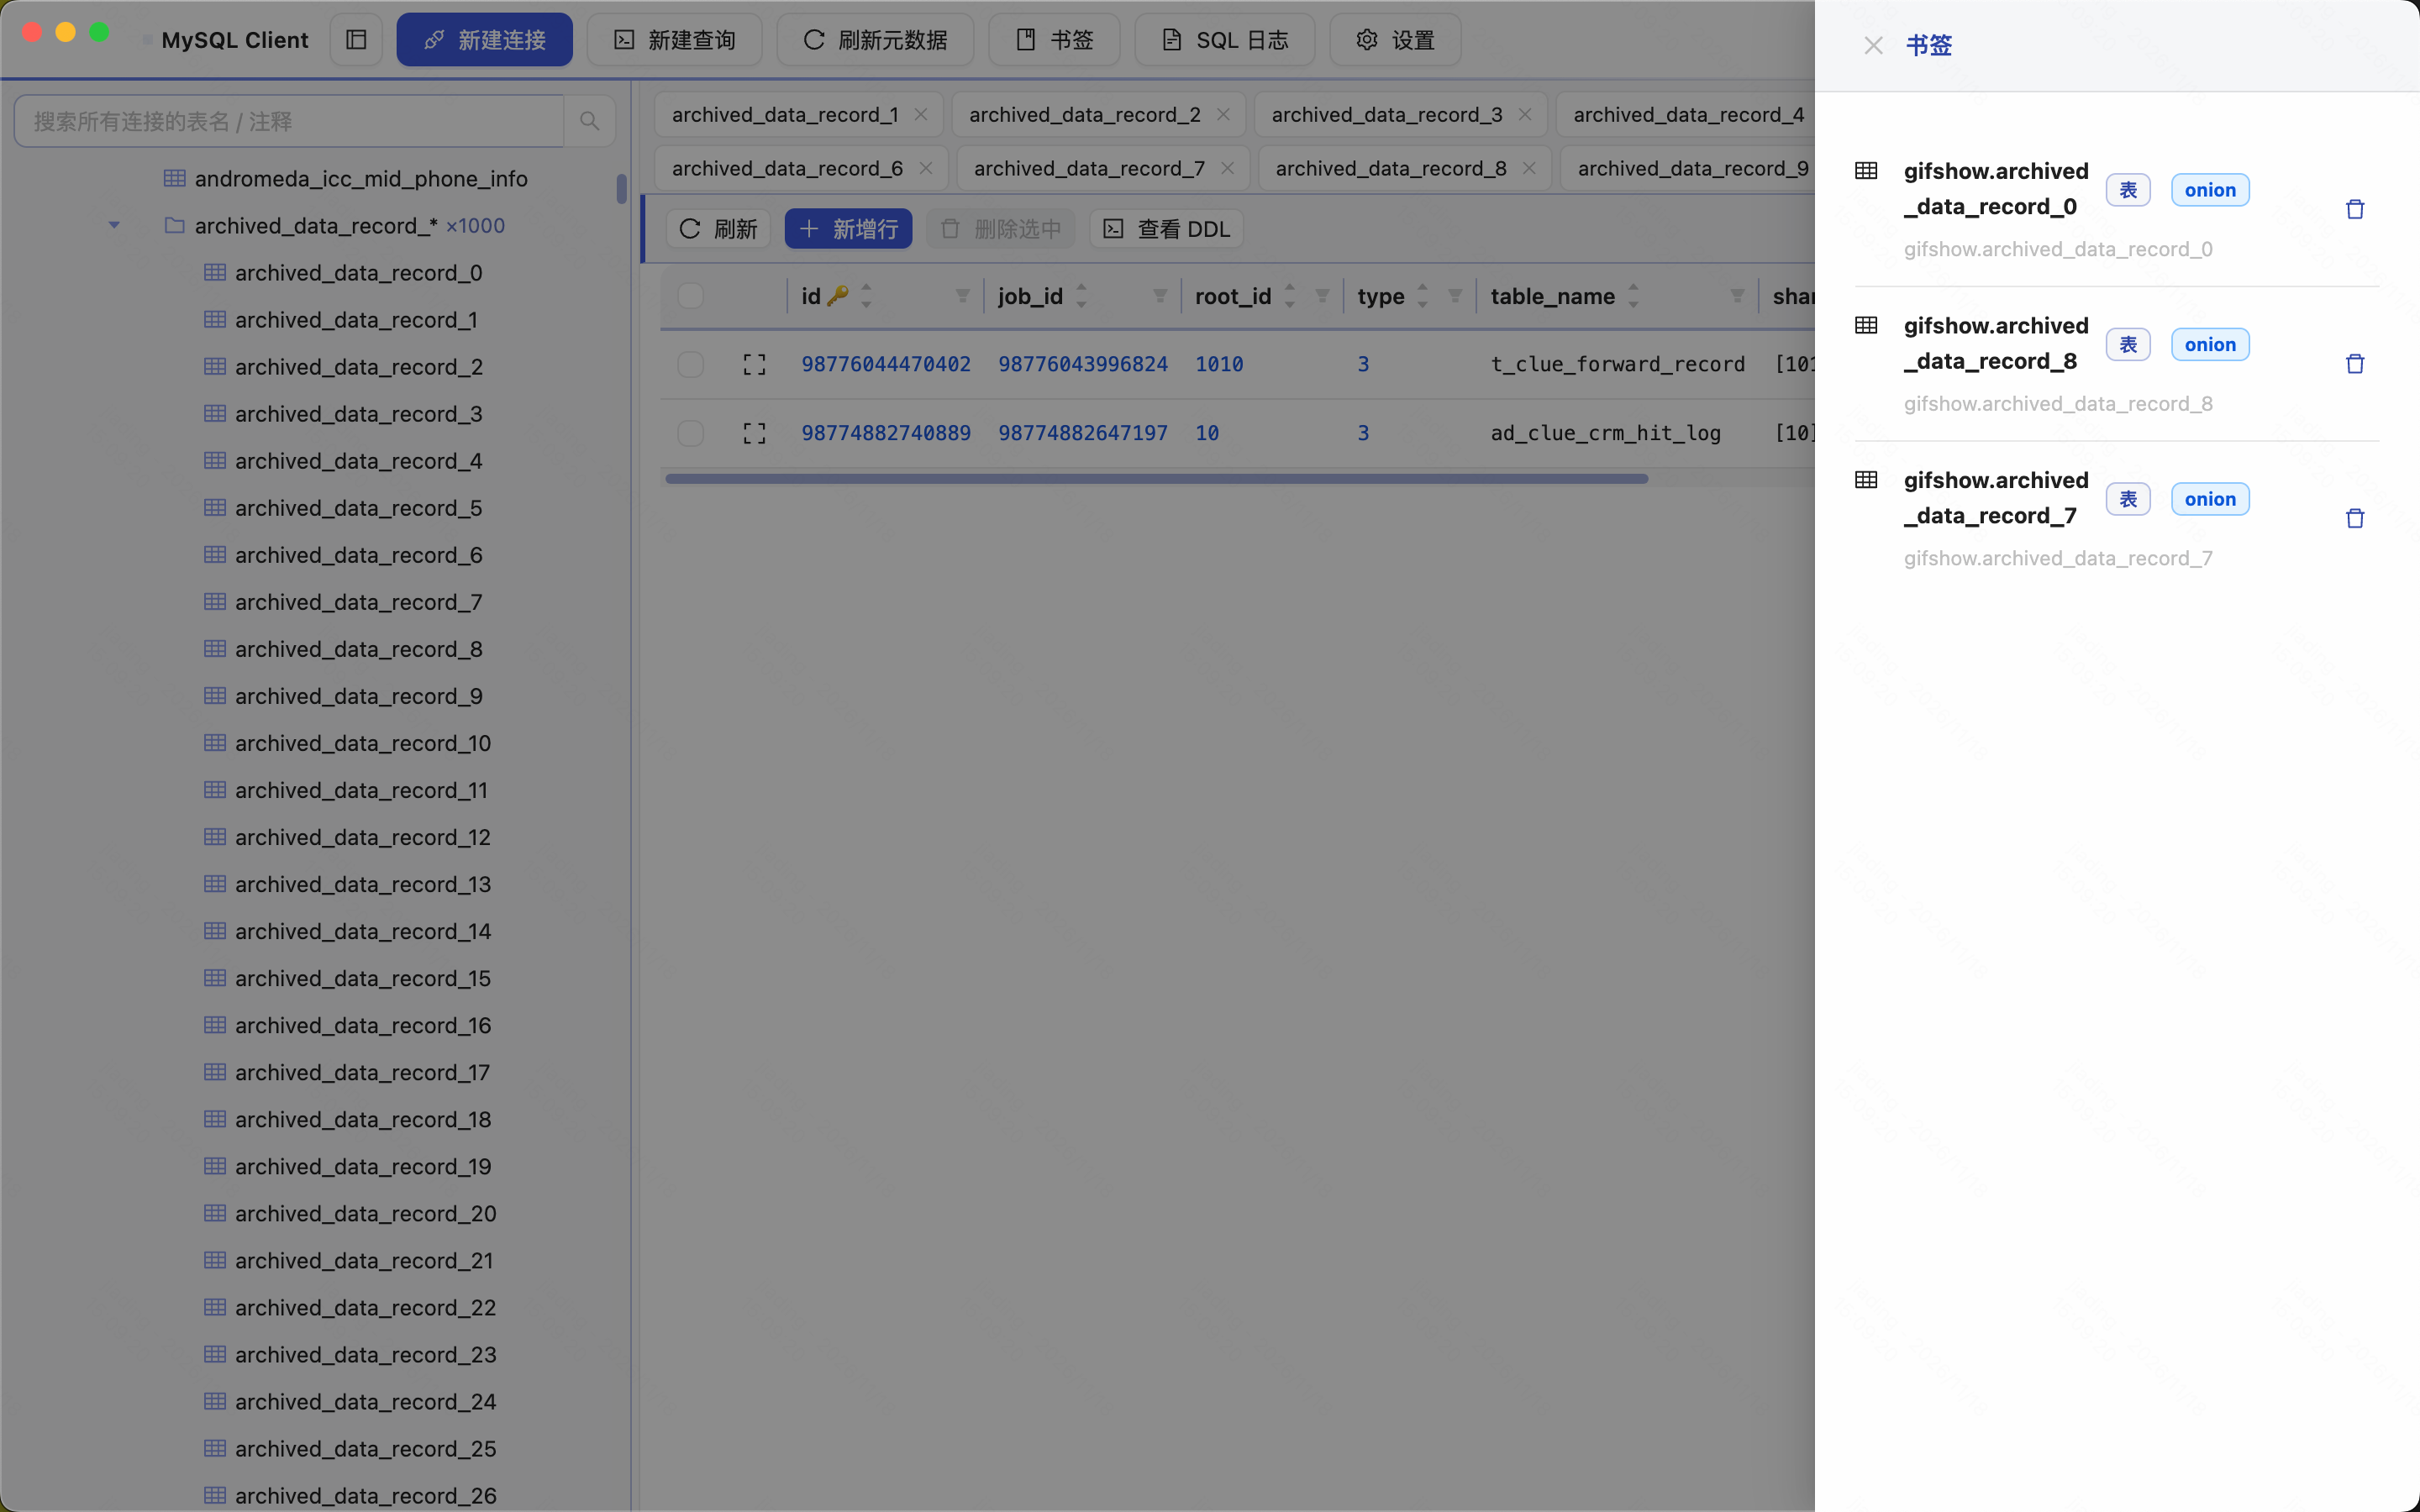 MySQL Client
新建连接
新建查询
刷新元数据
书签
SQL 日志
设置
搜索所有连接的表名 / 注释
andromeda_icc_mid_phone_info
archived_data_record_* ×1000
archived_data_record_0
archived_data_record_1
archived_data_record_2
archived_data_record_3
archived_data_record_4
archived_data_record_5
archived_data_record_6
archived_data_record_7
archived_data_record_8
archived_data_record_9
archived_data_record_10
archived_data_record_11
archived_data_record_12
archived_data_record_13
archived_data_record_14
archived_data_record_15
archived_data_record_16
archived_data_record_17
archived_data_record_18
archived_data_record_19
archived_data_record_20
archived_data_record_21
archived_data_record_22
archived_data_record_23
archived_data_record_24
archived_data_record_25
archived_data_record_26
archived_data_record_1 archived_data_record_2 archived_data_record_3 archived_data_record_4
archived_data_record_6 archived_data_record_7 archived_data_record_8 archived_data_record_9
刷新 新增行 删除选中 查看 DDL
id job_id root_id type table_name shar
98776044470402 98776043996824 1010 3 t_clue_forward_record [101
98774882740889 98774882647197 10 3 ad_clue_crm_hit_log [10]
书签
gifshow.archived
_data_record_0
表 onion
gifshow.archived_data_record_0
gifshow.archived
_data_record_8
表 onion
gifshow.archived_data_record_8
gifshow.archived
_data_record_7
表 onion
gifshow.archived_data_record_7